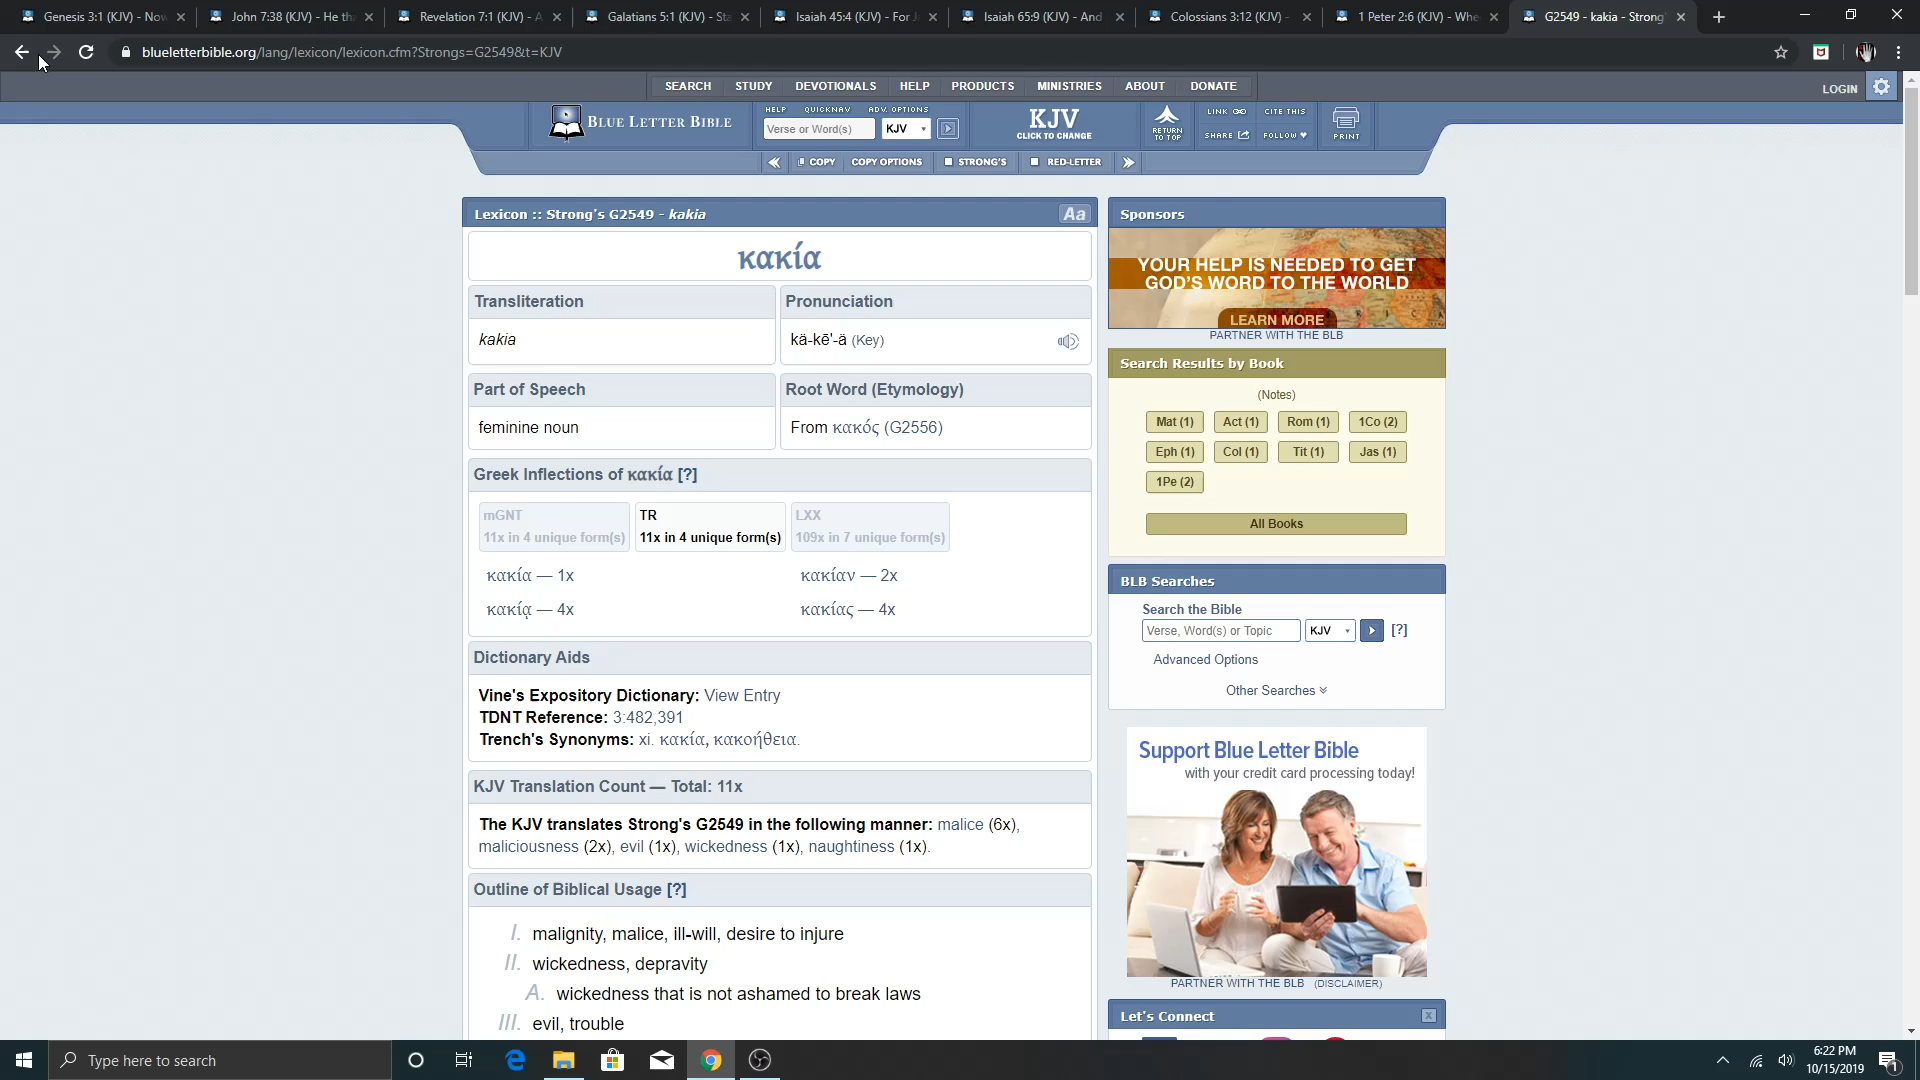 Genesis 3:1 (KJV) - Now
John 7:38 (KJV) - He th
Revelation 7:1 (KJV) - A
Galatians 5:1 (KJV) - Sta
Isaiah 45:4 (KJV) - For J
Isaiah 65:9 (KJV) - And
Colossians 3:12 (KJV) -
1 Peter 2:6 (KJV) - Whe
G2549 - kakia - Strong'
blueletterbible.org/lang/lexicon/lexicon.cfm?Strongs=G2549&t=KJV
SEARCH STUDY DEVOTIONALS HELP PRODUCTS MINISTRIES ABOUT DONATE
LOGIN
BLUE LETTER BIBLE
HELP QUICKNAV ADV. OPTIONS
Verse or Word(s) KJV
KJV
CLICK TO CHANGE
RETURN
TO TOP
LINK CITE THIS
SHARE FOLLOW
PRINT
COPY COPY OPTIONS STRONG'S RED-LETTER
Lexicon :: Strong's G2549 - kakia
Aa
κακία
Transliteration
Pronunciation
kakia
kä-kē'-ä (Key)
Part of Speech
Root Word (Etymology)
feminine noun
From κακός (G2556)
Greek Inflections of κακία [?]
mGNT
11x in 4 unique form(s)
TR
11x in 4 unique form(s)
LXX
109x in 7 unique form(s)
κακία — 1x
κακίαν — 2x
κακίᾳ — 4x
κακίας — 4x
Dictionary Aids
Vine's Expository Dictionary: View Entry
TDNT Reference: 3:482,391
Trench's Synonyms: xi. κακία, κακοήθεια.
KJV Translation Count — Total: 11x
The KJV translates Strong's G2549 in the following manner: malice (6x),
maliciousness (2x), evil (1x), wickedness (1x), naughtiness (1x).
Outline of Biblical Usage [?]
I. malignity, malice, ill-will, desire to injure
II. wickedness, depravity
A. wickedness that is not ashamed to break laws
III. evil, trouble
Sponsors
YOUR HELP IS NEEDED TO GET
GOD'S WORD TO THE WORLD
LEARN MORE
PARTNER WITH THE BLB
Search Results by Book
(Notes)
Mat (1) Act (1) Rom (1) 1Co (2)
Eph (1) Col (1) Tit (1) Jas (1)
1Pe (2)
All Books
BLB Searches
Search the Bible
Verse, Word(s) or Topic KJV [?]
Advanced Options
Other Searches
Support Blue Letter Bible
with your credit card processing today!
PARTNER WITH THE BLB (DISCLAIMER)
Let's Connect
x
Type here to search
6:22 PM
10/15/2019
1